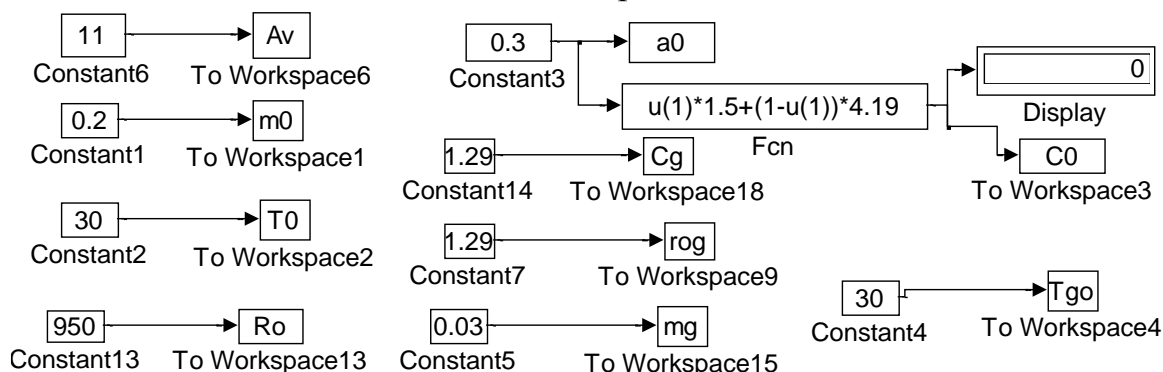 11
Av
Constant6
To Workspace6
0.2
m0
Constant1
To Workspace1
30
T0
Constant2
To Workspace2
950
Ro
Constant13
To Workspace13
0.3
a0
Constant3
u(1)*1.5+(1-u(1))*4.19
Fcn
0
Display
C0
To Workspace3
1.29
Cg
Constant14
To Workspace18
1.29
rog
Constant7
To Workspace9
0.03
mg
Constant5
To Workspace15
30
Tgo
Constant4
To Workspace4